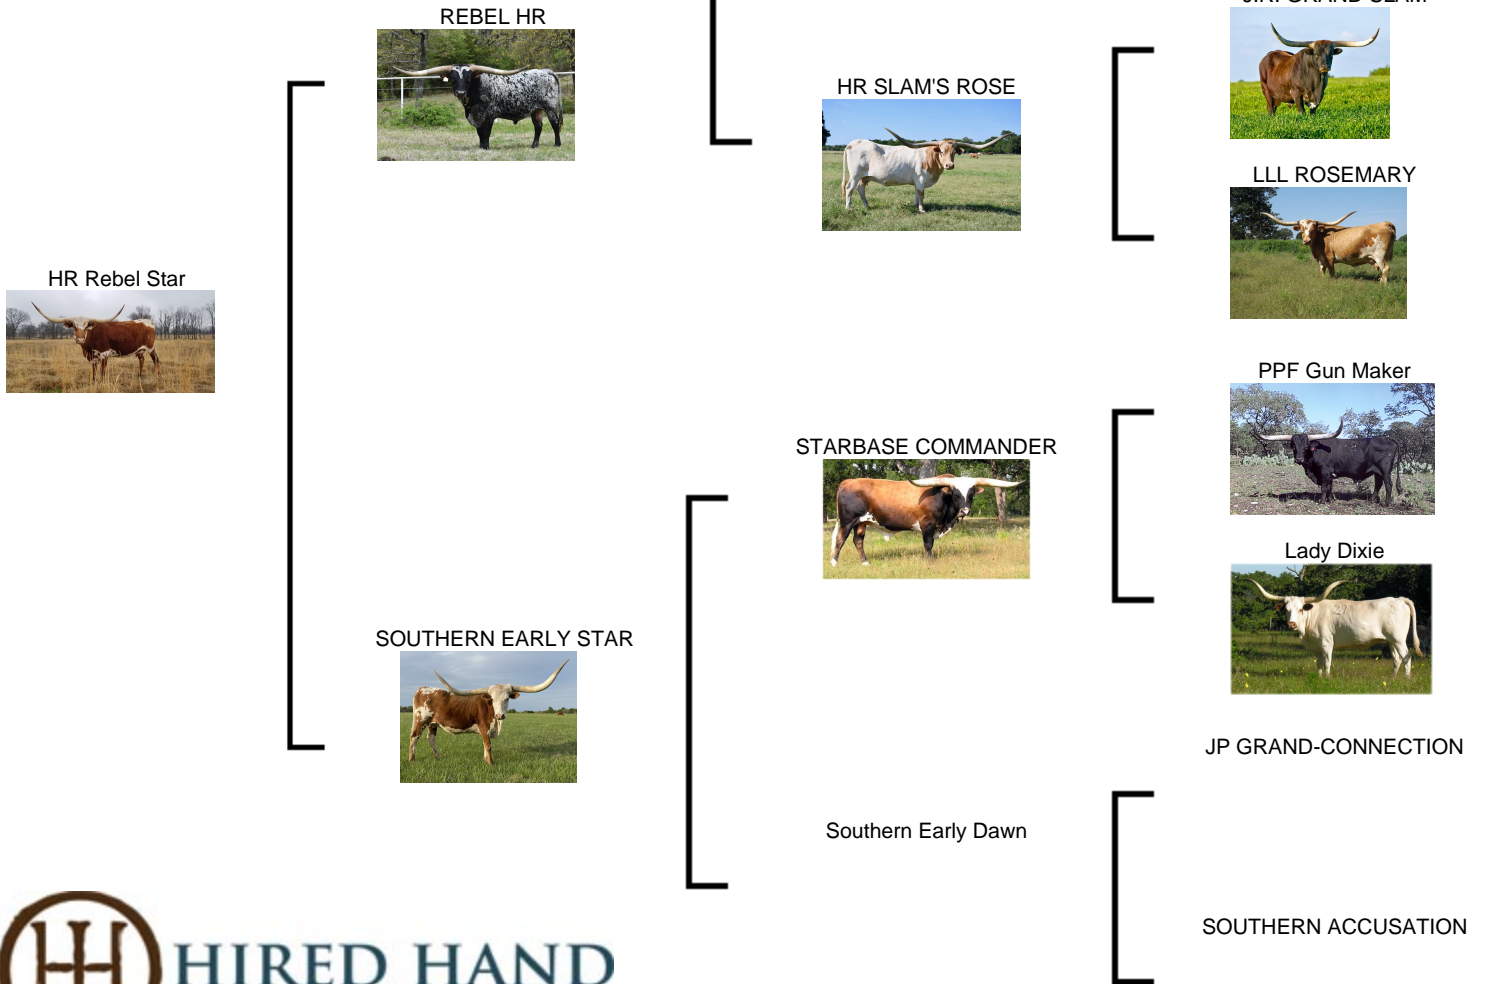 REBEL HR
HR SLAM'S ROSE
LLL ROSEMARY
HR Rebel Star
PPF Gun Maker
STARBASE COMMANDER
Lady Dixie
SOUTHERN EARLY STAR
JP GRAND-CONNECTION
Southern Early Dawn
SOUTHERN ACCUSATION
HIRED HAND